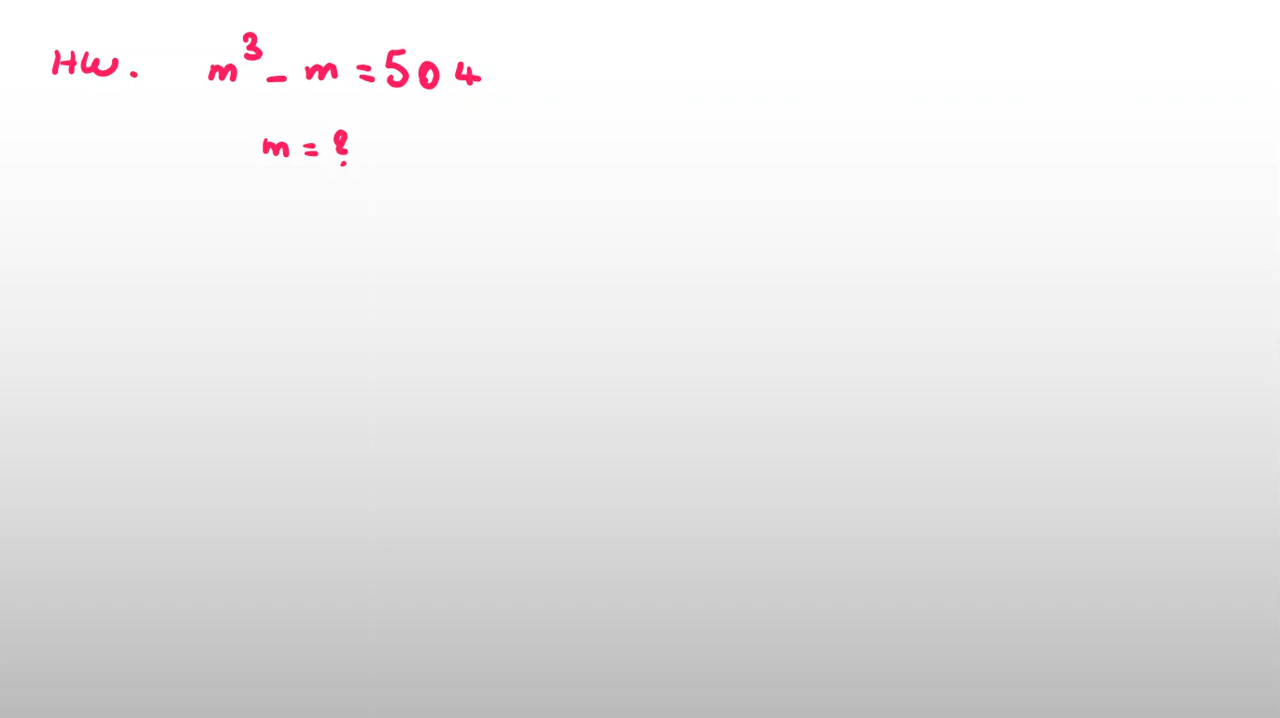 HW. m³ - m = 504
m = ?